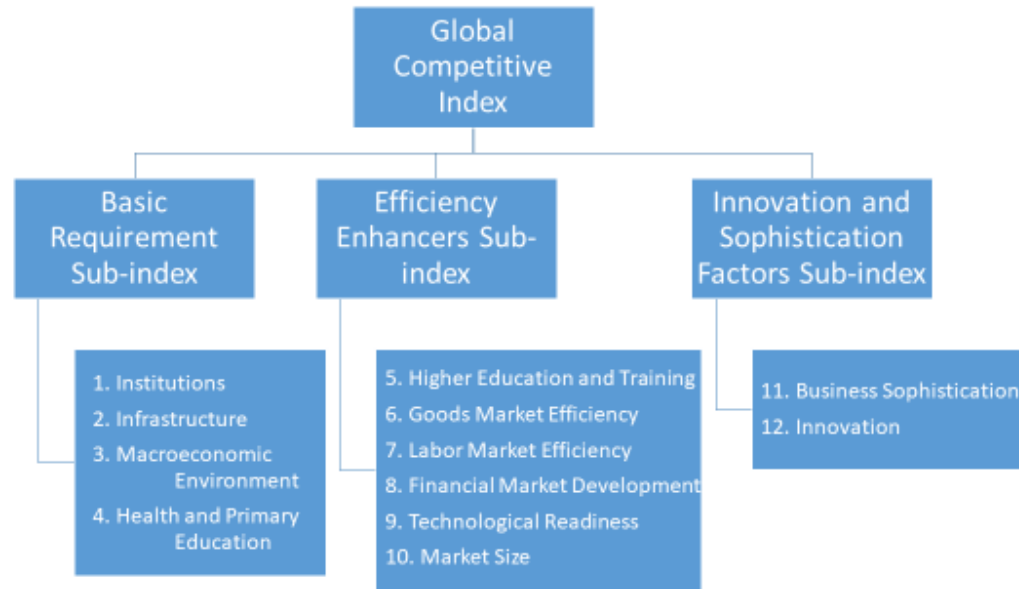 Global
Competitive
Index
Basic
Requirement
Sub-index
Efficiency
Enhancers Sub-
index
Innovation and
Sophistication
Factors Sub-index
1. Institutions
2. Infrastructure
3. Macroeconomic
Environment
4. Health and Primary
Education
5. Higher Education and Training
6. Goods Market Efficiency
7. Labor Market Efficiency
8. Financial Market Development
9. Technological Readiness
10. Market Size
11. Business Sophistication
12. Innovation